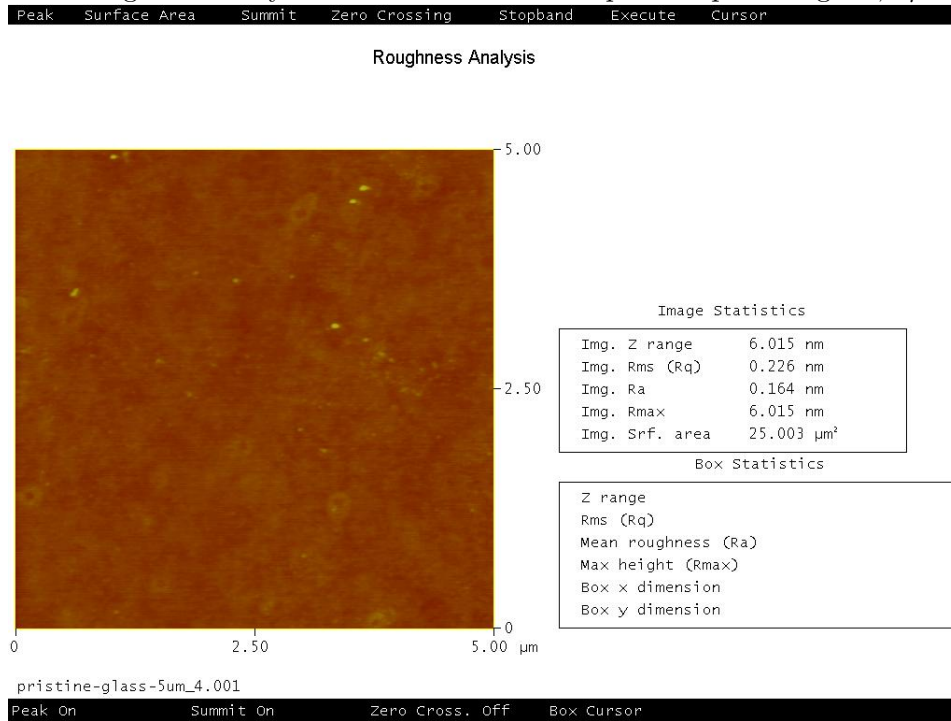 Peak Surface Area Summit Zero Crossing Stopband Execute Cursor
Roughness Analysis
5.00
2.50
0
0 2.50 5.00 µm
Image Statistics
Img. Z range 6.015 nm
Img. Rms (Rq) 0.226 nm
Img. Ra 0.164 nm
Img. Rmax 6.015 nm
Img. Srf. area 25.003 µm²
Box Statistics
Z range
Rms (Rq)
Mean roughness (Ra)
Max height (Rmax)
Box x dimension
Box y dimension
pristine-glass-5um_4.001
Peak On Summit On Zero Cross. Off Box Cursor